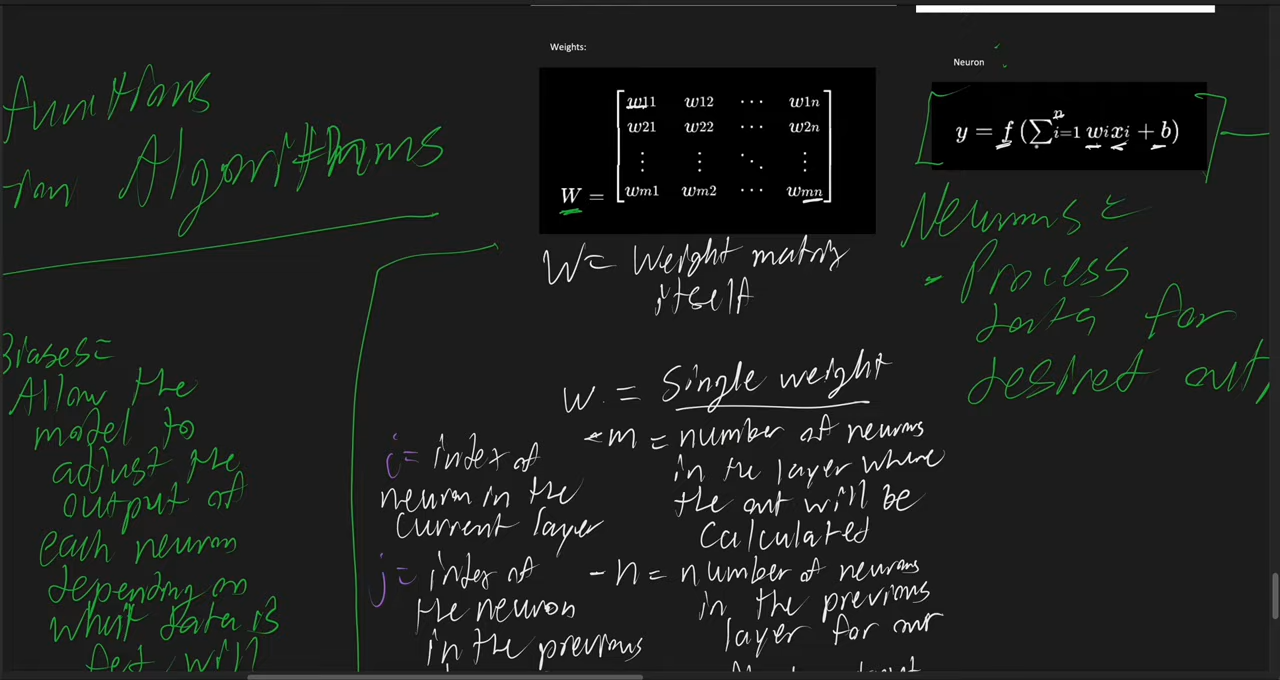 functions
Algorithms
Biases=
Allow the
model to
adjust the
output of
each neuron
depending on
what data is
will
Weights:
W = [w11 w12 ⋯ w1n
w21 w22 ⋯ w2n
⋮ ⋮ ⋱ ⋮
wm1 wm2 ⋯ wmn]
W = Weight matrix
itself
w = Single weight
- m = number of neurons
in the layer where
the out will be
calculated
- n = number of neurons
in the previous
layer for out
i = index of
neuron in the
current layer
j = index of
the neuron
in the previous
Neuron
y = f (∑ⁿi=1 wixi + b)
Neurons =
- Process
data for
desired out